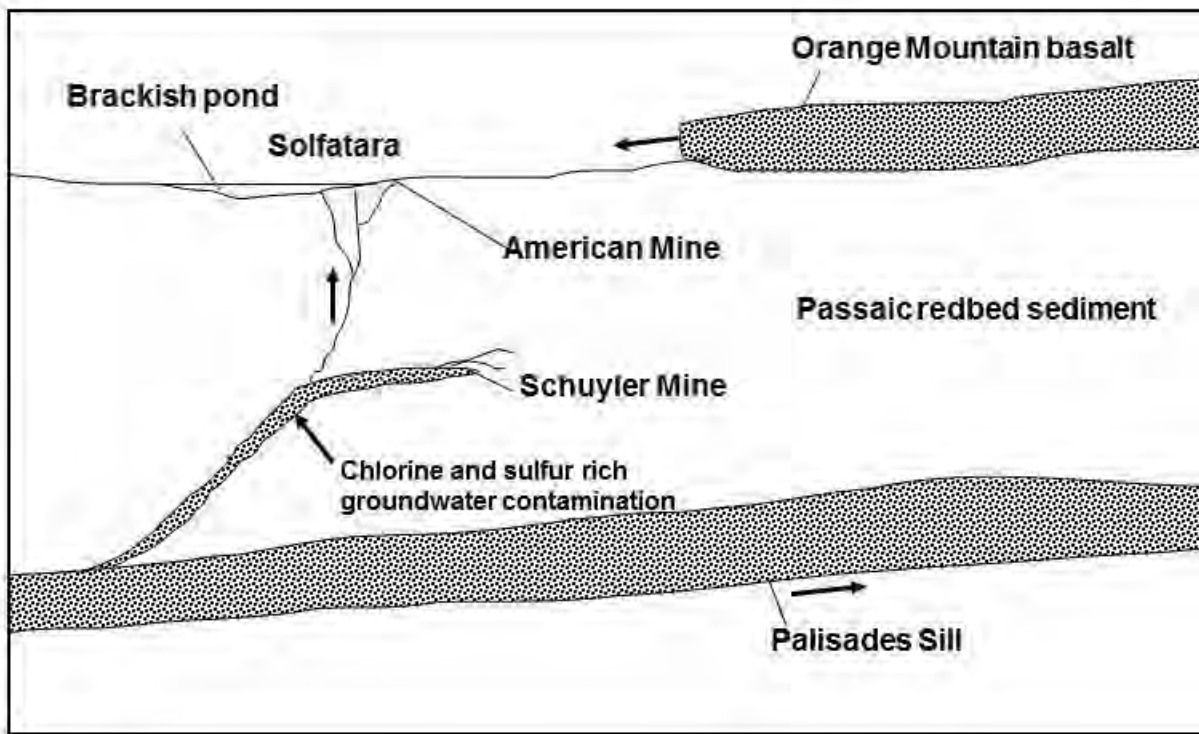 Orange Mountain basalt
Brackish pond
Solfatara
American Mine
Passaic redbed sediment
Schuyler Mine
Chlorine and sulfur rich
groundwater contamination
Palisades Sill